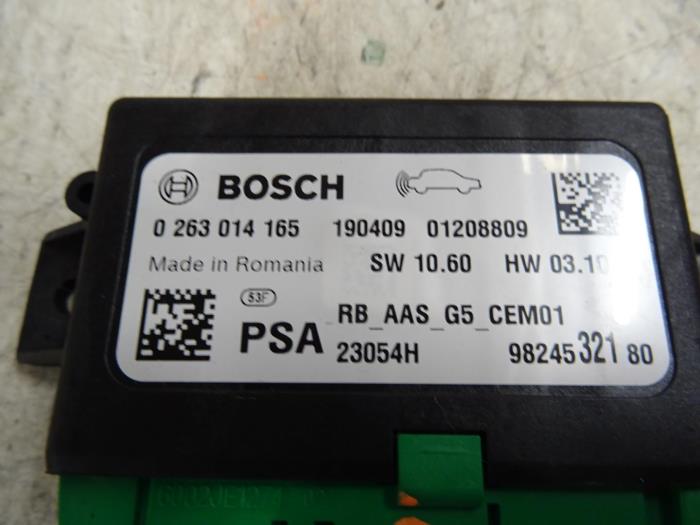 BOSCH
0 263 014 165 190409 01208809
Made in Romania SW 10.60 HW 03.10
53F
RB_AAS_G5_CEM01
PSA 23054H 98245 321 80